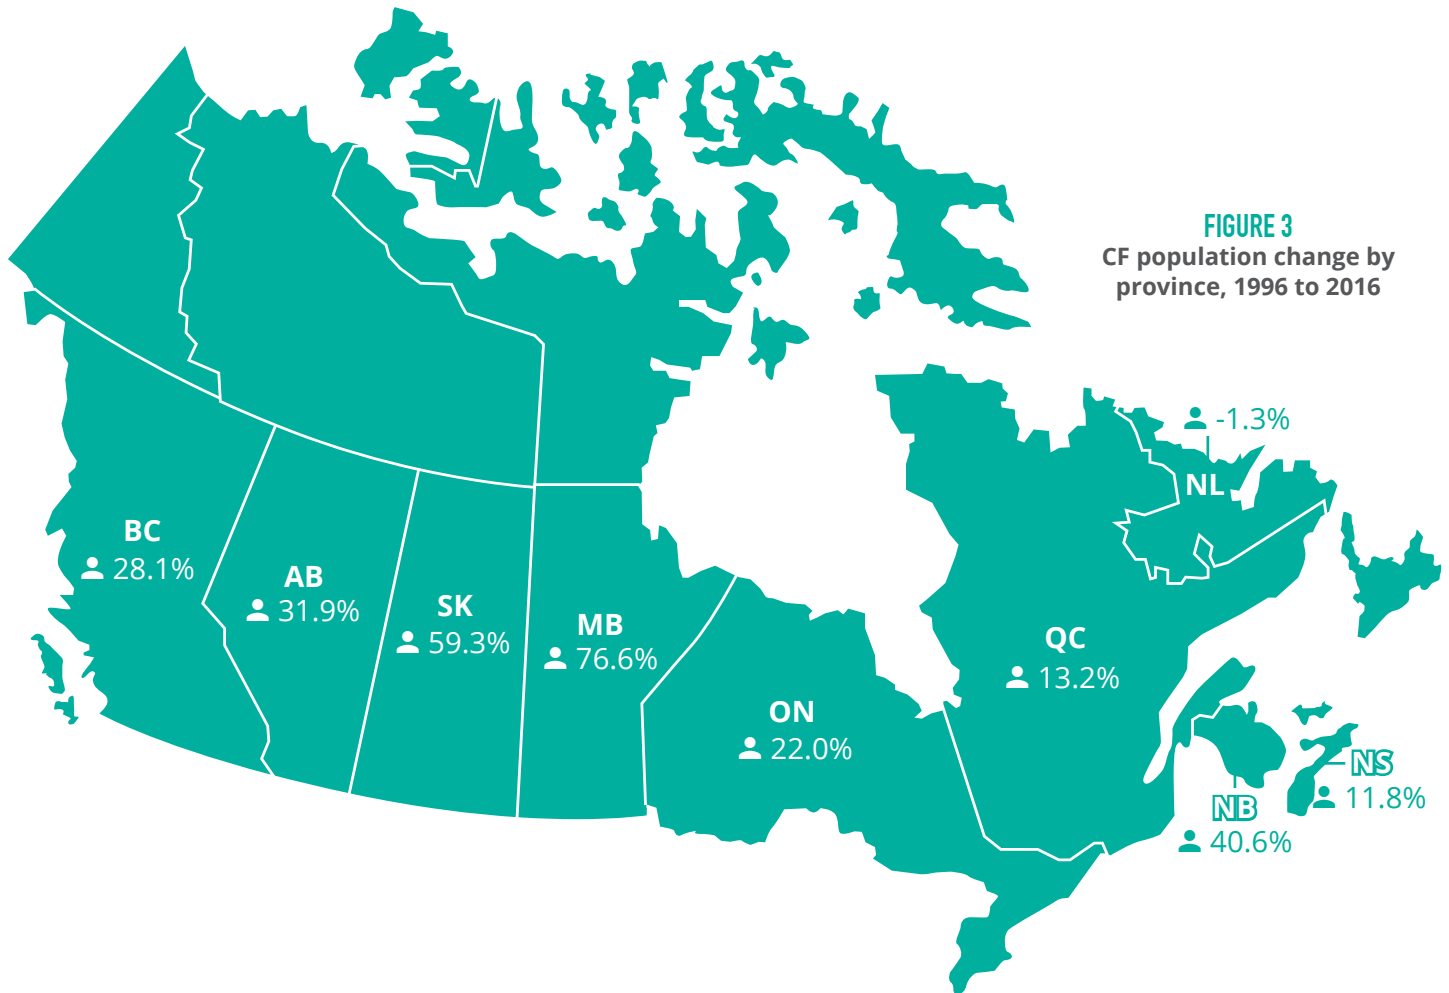 FIGURE 3
CF population change by
province, 1996 to 2016
-1.3%
NL
BC
28.1%
AB
31.9%
SK
59.3%
MB
76.6%
QC
13.2%
ON
22.0%
NS
11.8%
NB
40.6%